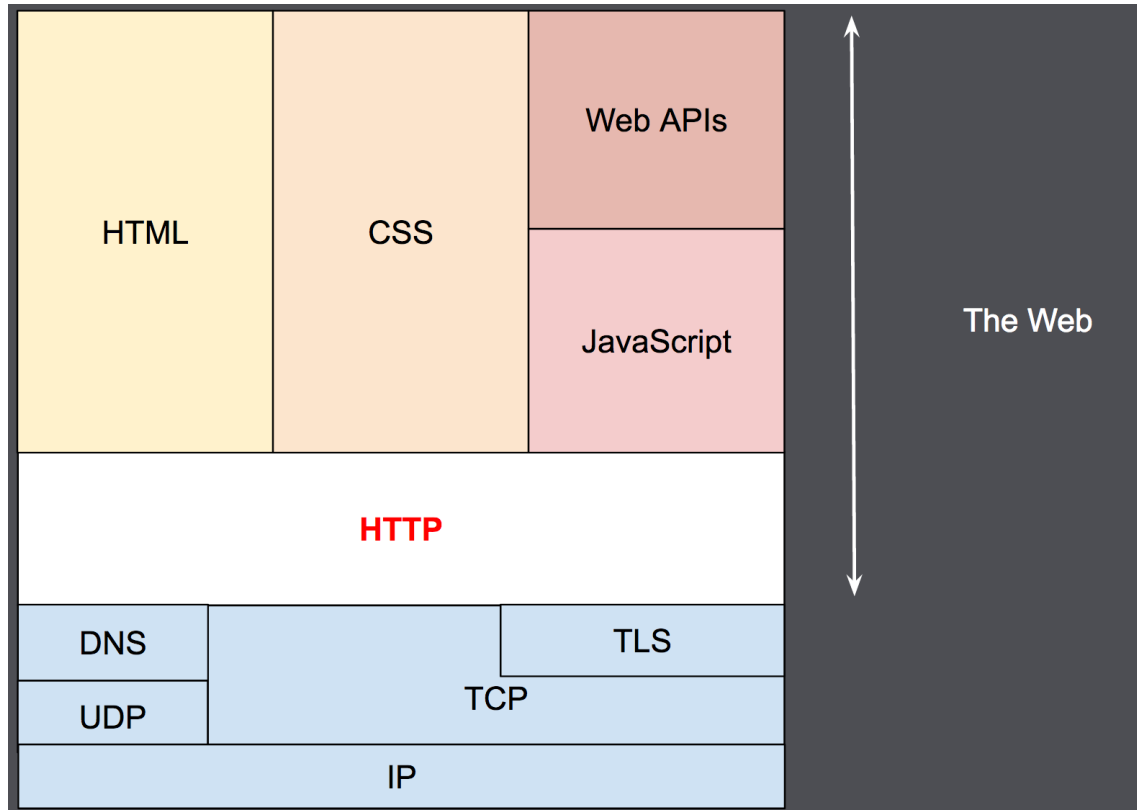 Web APIs
HTML
CSS
JavaScript
The Web
HTTP
DNS
TLS
UDP
TCP
IP